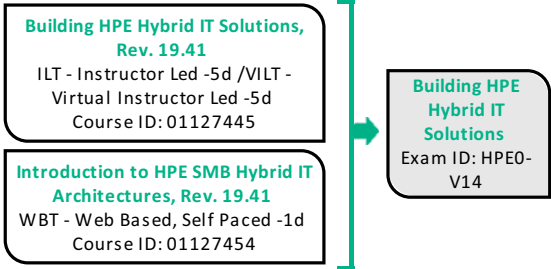 Building HPE Hybrid IT Solutions,
Rev. 19.41
ILT - Instructor Led -5d /VILT -
Virtual Instructor Led -5d
Course ID: 01127445
Introduction to HPE SMB Hybrid IT
Architectures, Rev. 19.41
WBT - Web Based, Self Paced -1d
Course ID: 01127454
Building HPE
Hybrid IT
Solutions
Exam ID: HPE0-
V14